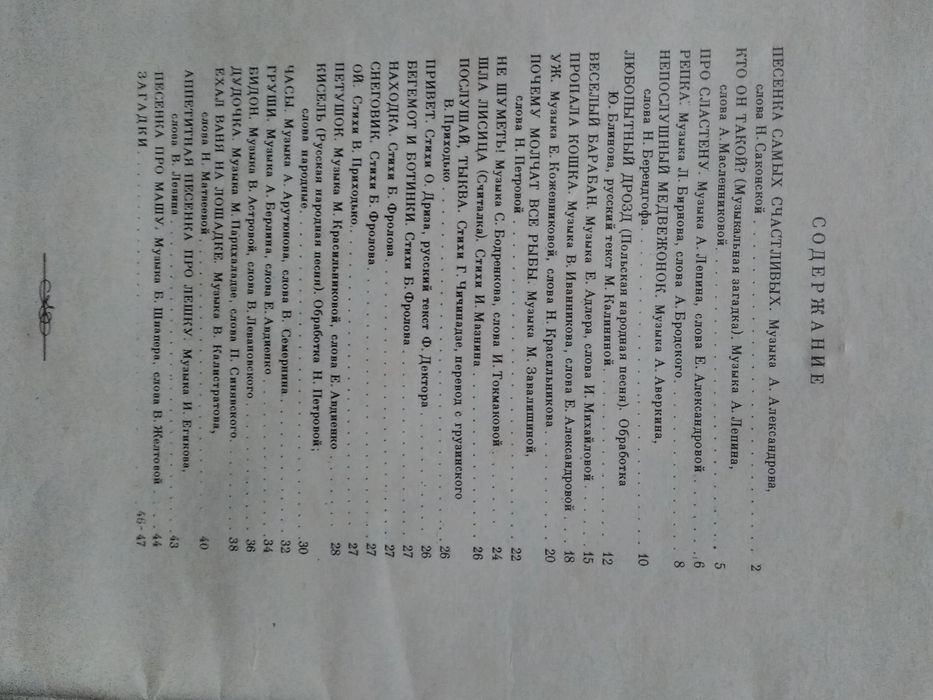 СОДЕРЖАНИЕ
ПЕСЕНКА САМЫХ СЧАСТЛИВЫХ. Музыка А. Александрова,
слова Н. Саконской . . . . . . . . . . . . . . . . . 2
КТО ОН ТАКОЙ? (Музыкальная загадка). Музыка А. Лепина,
слова А. Масленниковой . . . . . . . . . . . . . . . 5
ПРО СЛАСТЕНУ. Музыка А. Лепина, слова Е. Александровой . . . 6
РЕПКА. Музыка Л. Бирнова, слова А. Бродского . . . . . . . 8
НЕПОСЛУШНЫЙ МЕДВЕЖОНОК. Музыка А. Аверкина,
слова Н. Берендгофа . . . . . . . . . . . . . . . . 10
ЛЮБОПЫТНЫЙ ДРОЗД (Польская народная песня). Обработка
Ю. Блинова, русский текст М. Калининой . . . . . . . . 12
ВЕСЕЛЫЙ БАРАБАН. Музыка Е. Адлера, слова И. Михайловой . . . 15
ПРОПАЛА КОШКА. Музыка В. Иванникова, слова Е. Александровой . . 18
УЖ. Музыка Е. Кожевниковой, слова Н. Красильникова . . . . . 20
ПОЧЕМУ МОЛЧАТ ВСЕ РЫБЫ. Музыка М. Завалишиной,
слова Н. Петровой . . . . . . . . . . . . . . . . . 22
НЕ ШУМЕТЬ! Музыка С. Бодренкова, слова И. Токмаковой . . . . 24
ШЛА ЛИСИЦА (Считалка). Стихи И. Мазнина . . . . . . . . . 26
ПОСЛУШАЙ, ТЫКВА. Стихи Г. Чичинадзе, перевод с грузинского
В. Приходько . . . . . . . . . . . . . . . . . . . 26
ПРИВЕТ. Стихи О. Дриза, русский текст Ф. Дектора . . . . . . 26
БЕГЕМОТ И БОТИНКИ. Стихи Б. Фролова . . . . . . . . . . 27
НАХОДКА. Стихи Б. Фролова . . . . . . . . . . . . . . 27
СНЕГОВИК. Стихи Б. Фролова . . . . . . . . . . . . . . 27
ОЙ. Стихи В. Приходько . . . . . . . . . . . . . . . . 27
ПЕТУШОК. Музыка М. Красильниковой, слова Е. Авдиенко . . . . 28
КИСЕЛЬ (Русская народная песня). Обработка Н. Петровой;
слова народные . . . . . . . . . . . . . . . . . . 30
ЧАСЫ. Музыка А. Арутюнова, слова В. Семернина . . . . . . . 32
ГРУШИ. Музыка А. Берлина, слова Е. Авдиенко . . . . . . . . 34
БИДОН. Музыка В. Астровой, слова В. Левановского . . . . . . 36
ДУДОЧКА. Музыка М. Парцхаладзе, слова П. Синявского . . . . 38
ЕХАЛ ВАНЯ НА ЛОШАДКЕ. Музыка В. Калистратова,
слова Н. Матвеевой . . . . . . . . . . . . . . . . 40
АППЕТИТНАЯ ПЕСЕНКА ПРО ЛЕШКУ. Музыка И. Егикова,
слова В. Левина . . . . . . . . . . . . . . . . . . 43
ПЕСЕНКА ПРО МАШУ. Музыка Б. Шнапера, слова В. Желтовой . . 44
ЗАГАДКИ . . . . . . . . . . . . . . . . . . . . . . 46-47